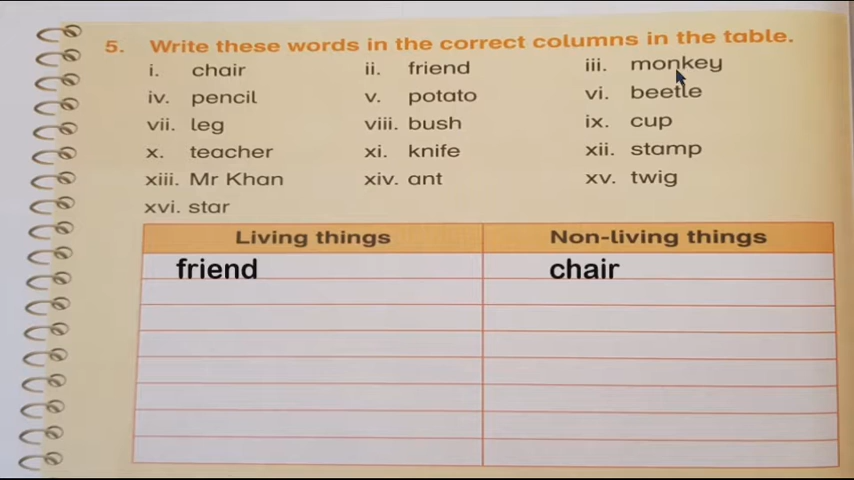 5. Write these words in the correct columns in the table.
i. chair ii. friend iii. monkey
iv. pencil v. potato vi. beetle
vii. leg viii. bush ix. cup
x. teacher xi. knife xii. stamp
xiii. Mr Khan xiv. ant xv. twig
xvi. star
Living things Non-living things
friend chair